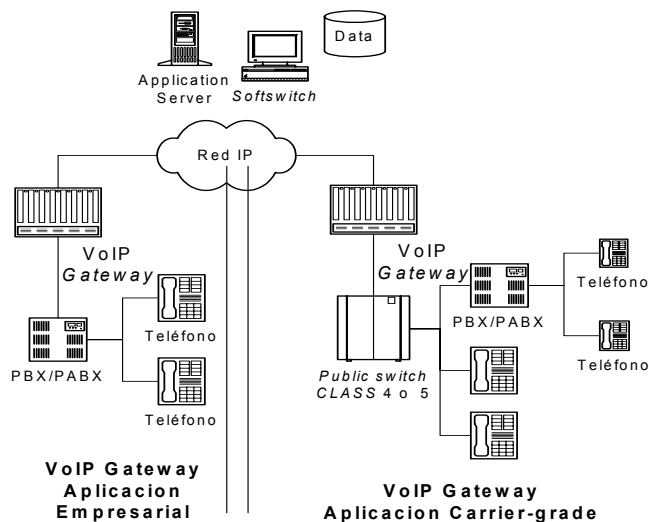 Data
Application
Server
Softswitch
Red IP
VoIP
Gateway
Teléfono
PBX/PABX
Teléfono
VoIP Gateway
Aplicacion
Empresarial
VoIP
Gateway
Teléfono
PBX/PABX
Public switch
CLASS 4 o 5
Teléfono
VoIP Gateway
Aplicacion Carrier-grade